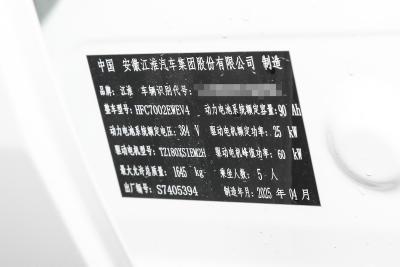 中国 安徽江淮汽车集团股份有限公司 制造
品牌：江淮 车辆识别代号：
整车型号：HFC7002EWEV4 动力电池系统额定容量：90 Ah
动力电池系统额定电压：384 V 驱动电机额定功率：25 kW
驱动电机型号：TZ180XS1EM2H 驱动电机峰值功率：60 kW
最大允许总质量：1645 kg 乘坐人数：5 人
出厂编号：S7405394 制造年月：2025 年 04 月